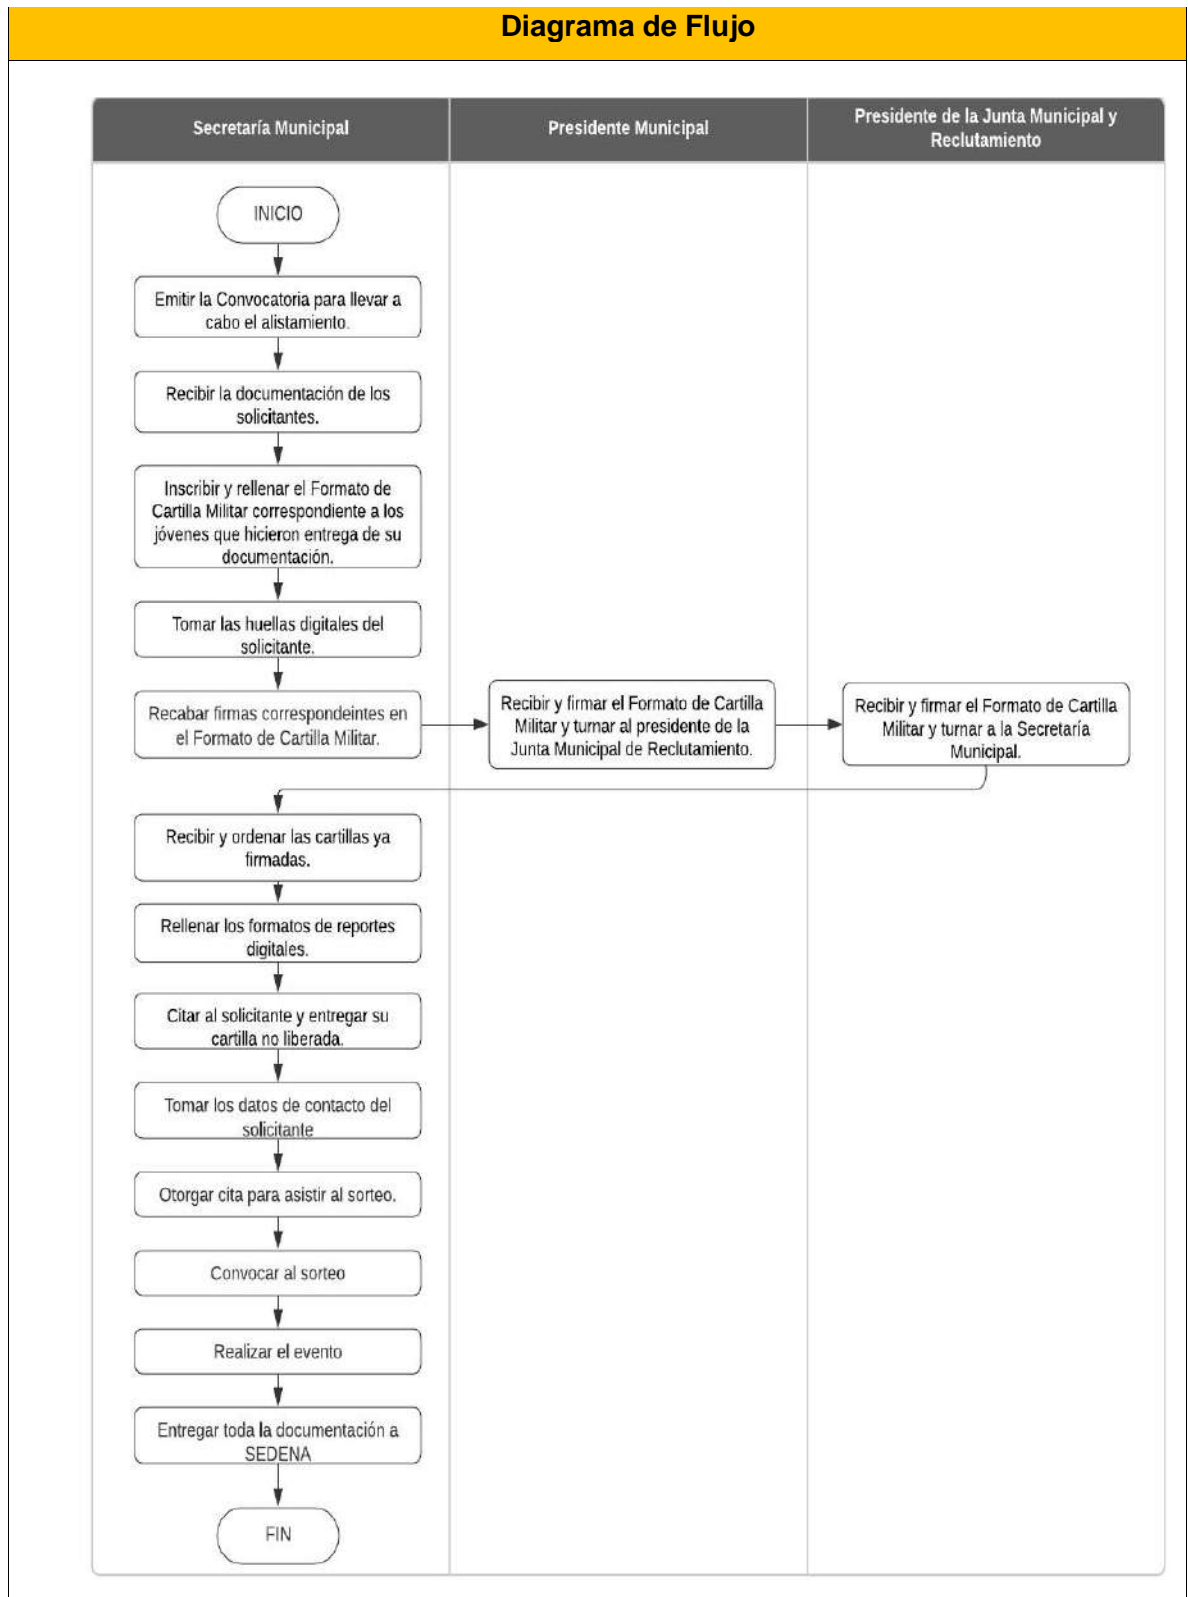 Diagrama de Flujo
Secretaría Municipal
Presidente Municipal
Presidente de la Junta Municipal y
Reclutamiento
INICIO
Emitir la Convocatoria para llevar a
cabo el alistamiento.
Recibir la documentación de los
solicitantes.
Inscribir y rellenar el Formato de
Cartilla Militar correspondiente a los
jóvenes que hicieron entrega de su
documentación.
Tomar las huellas digitales del
solicitante.
Recabar firmas correspondeintes en
el Formato de Cartilla Militar.
Recibir y firmar el Formato de Cartilla
Militar y turnar al presidente de la
Junta Municipal de Reclutamiento.
Recibir y firmar el Formato de Cartilla
Militar y turnar a la Secretaría
Municipal.
Recibir y ordenar las cartillas ya
firmadas.
Rellenar los formatos de reportes
digitales.
Citar al solicitante y entregar su
cartilla no liberada.
Tomar los datos de contacto del
solicitante
Otorgar cita para asistir al sorteo.
Convocar al sorteo
Realizar el evento
Entregar toda la documentación a
SEDENA
FIN